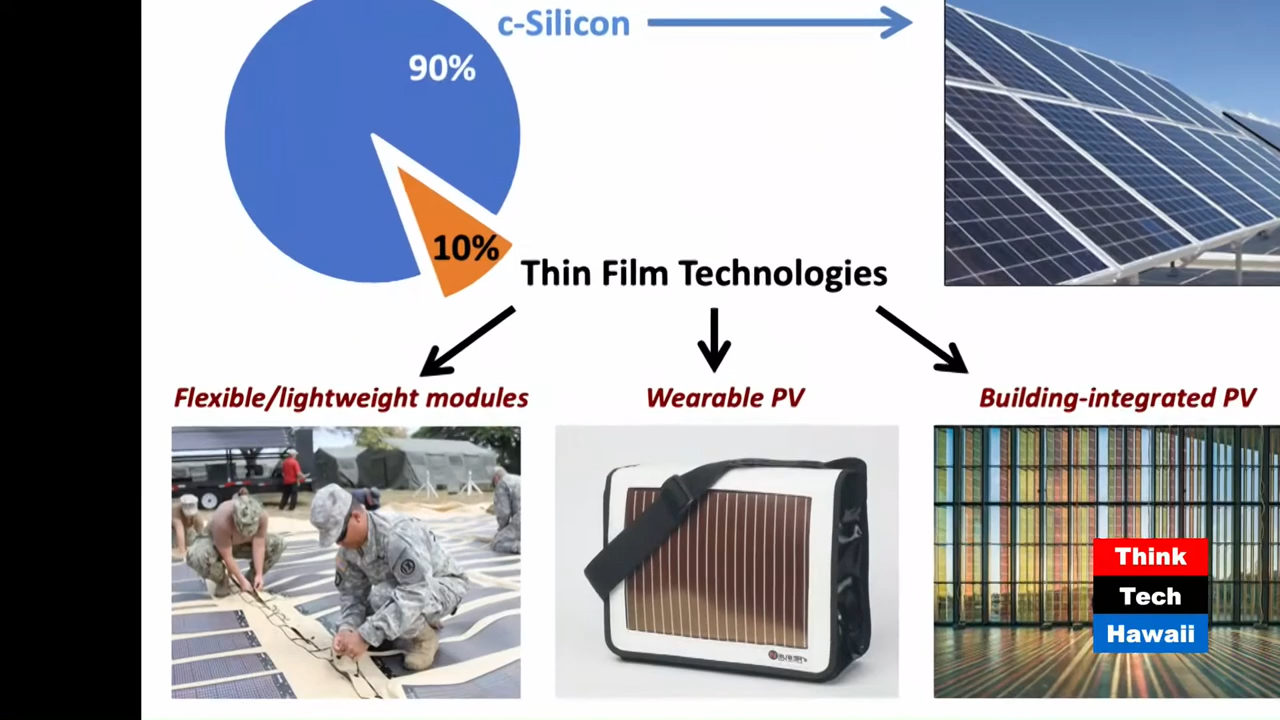 c-Silicon
90%
10%
Thin Film Technologies
Flexible/lightweight modules
Wearable PV
Building-integrated PV
Think
Tech
Hawaii